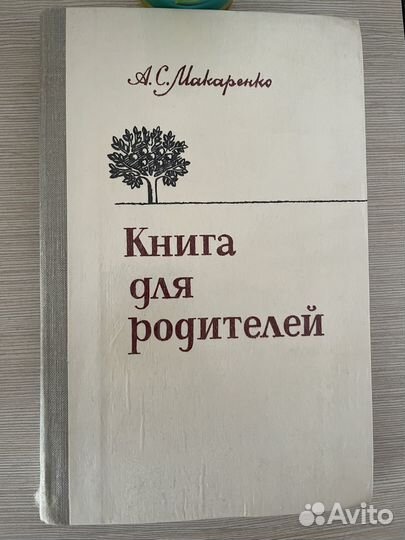 А.С.Макаренко
Книга
для
родителей
Avito